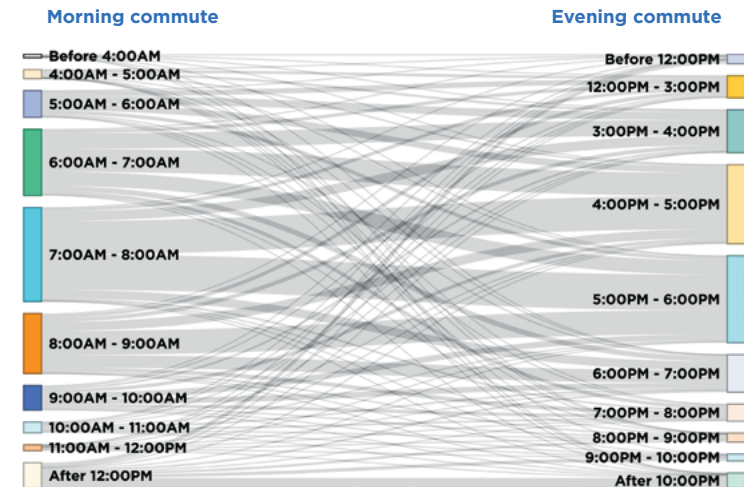 Morning commute
Evening commute
Before 4:00AM
4:00AM - 5:00AM
5:00AM - 6:00AM
6:00AM - 7:00AM
7:00AM - 8:00AM
8:00AM - 9:00AM
9:00AM - 10:00AM
10:00AM - 11:00AM
11:00AM - 12:00PM
After 12:00PM
Before 12:00PM
12:00PM - 3:00PM
3:00PM - 4:00PM
4:00PM - 5:00PM
5:00PM - 6:00PM
6:00PM - 7:00PM
7:00PM - 8:00PM
8:00PM - 9:00PM
9:00PM - 10:00PM
After 10:00PM